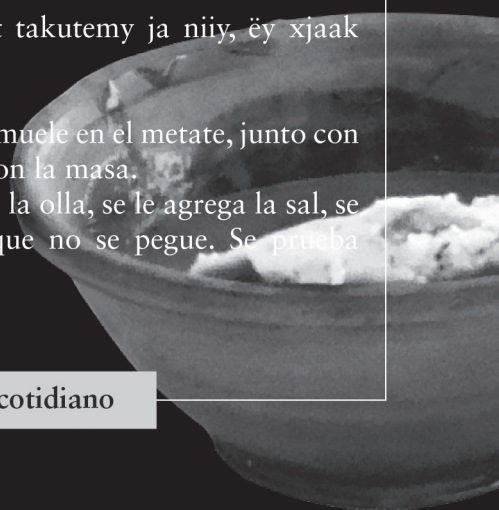 takutemy ja niiy, ëy xjaak
muele en el metate, junto con
on la masa.
la olla, se le agrega la sal, se
que no se pegue. Se prueba
cotidiano